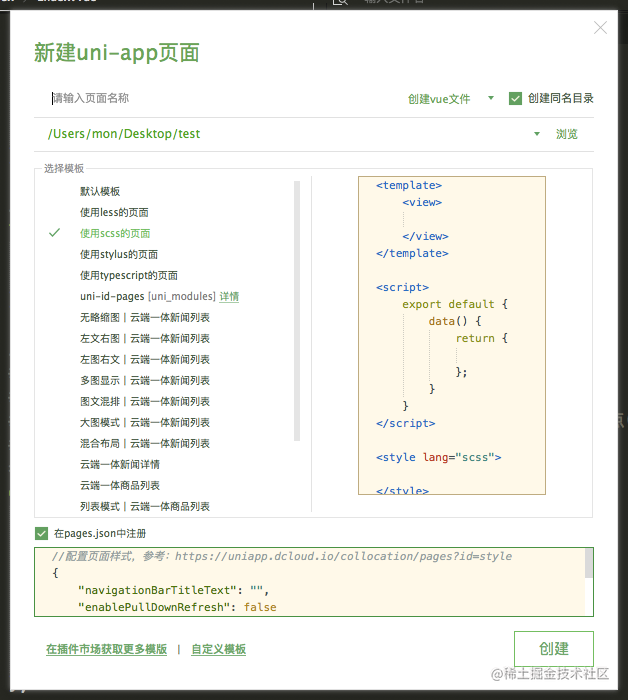 新建uni-app页面
请输入页面名称 创建vue文件 创建同名目录
/Users/mon/Desktop/test 浏览
选择模板
默认模板
使用less的页面
使用scss的页面
使用stylus的页面
使用typescript的页面
uni-id-pages [uni_modules] 详情
无略缩图 | 云端一体新闻列表
左文右图 | 云端一体新闻列表
左图右文 | 云端一体新闻列表
多图显示 | 云端一体新闻列表
图文混排 | 云端一体新闻列表
大图模式 | 云端一体新闻列表
混合布局 | 云端一体新闻列表
云端一体新闻详情
云端一体商品列表
列表模式 | 云端一体商品列表
<template>
<view>
</view>
</template>
<script>
export default {
data() {
return {
};
}
}
</script>
<style lang="scss">
</style>
在pages.json中注册
//配置页面样式，参考：https://uniapp.dcloud.io/collocation/pages?id=style
{
"navigationBarTitleText": "",
"enablePullDownRefresh": false
在插件市场获取更多模版 | 自定义模板
创建
@稀土掘金技术社区